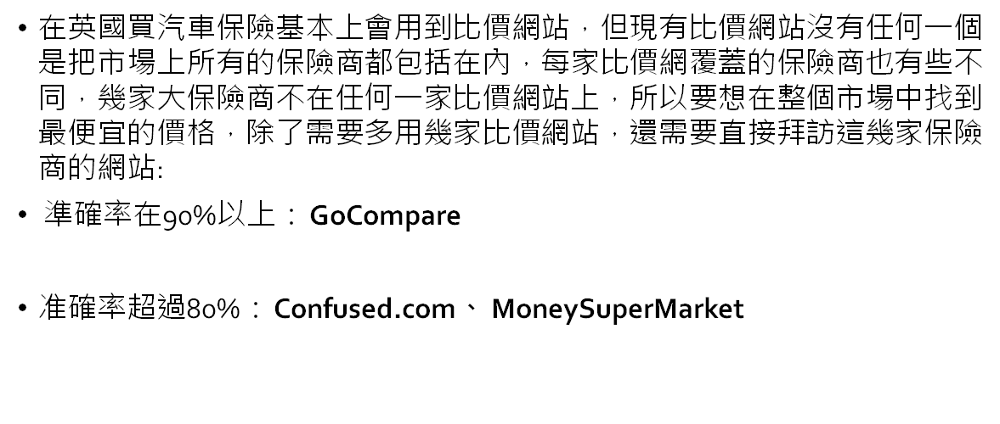 • 在英國買汽車保險基本上會用到比價網站，但現有比價網站沒有任何一個
是把市場上所有的保險商都包括在內，每家比價網覆蓋的保險商也有些不
同，幾家大保險商不在任何一家比價網站上，所以要想在整個市場中找到
最便宜的價格，除了需要多用幾家比價網站，還需要直接拜訪這幾家保險
商的網站:
• 準確率在90%以上：GoCompare
• 准確率超過80%：Confused.com、MoneySuperMarket